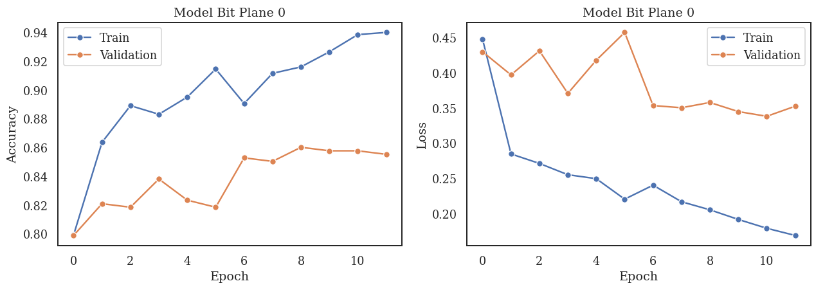 Model Bit Plane 0
Accuracy
0.94
0.92
0.90
0.88
0.86
0.84
0.82
0.80
Train
Validation
0 2 4 6 8 10
Epoch
Model Bit Plane 0
Loss
0.45
0.40
0.35
0.30
0.25
0.20
Train
Validation
0 2 4 6 8 10
Epoch